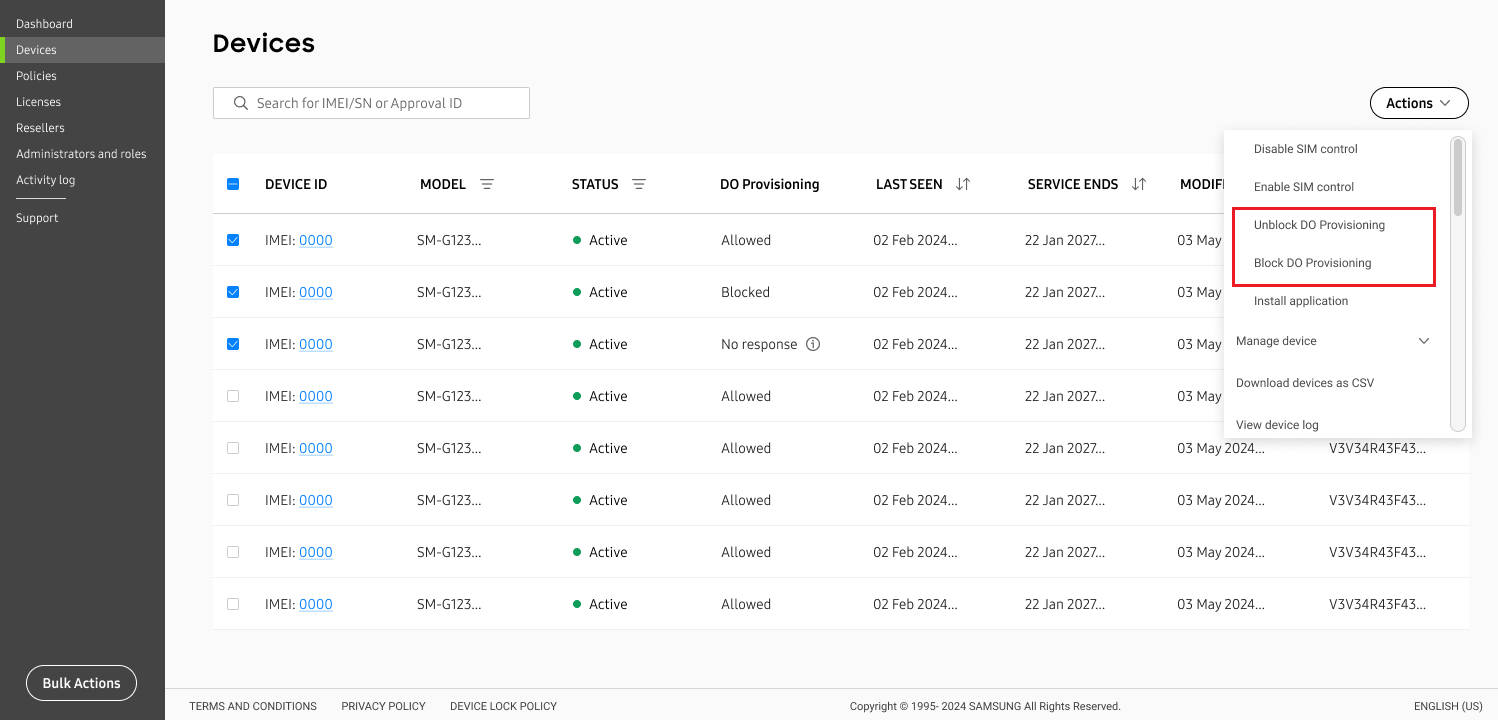 Dashboard
Devices
Policies
Licenses
Resellers
Administrators and roles
Activity log
Support
Bulk Actions
Devices
Search for IMEI/SN or Approval ID
Actions
Disable SIM control
Enable SIM control
Unblock DO Provisioning
Block DO Provisioning
Install application
Manage device
Download devices as CSV
View device log
DEVICE ID MODEL STATUS DO Provisioning LAST SEEN SERVICE ENDS MODIF
IMEI: 0000 SM-G123... Active Allowed 02 Feb 2024... 22 Jan 2027... 03 May
IMEI: 0000 SM-G123... Active Blocked 02 Feb 2024... 22 Jan 2027... 03 May
IMEI: 0000 SM-G123... Active No response 02 Feb 2024... 22 Jan 2027... 03 May
IMEI: 0000 SM-G123... Active Allowed 02 Feb 2024... 22 Jan 2027... 03 May
IMEI: 0000 SM-G123... Active Allowed 02 Feb 2024... 22 Jan 2027... 03 May 2024... V3V34R43F43...
IMEI: 0000 SM-G123... Active Allowed 02 Feb 2024... 22 Jan 2027... 03 May 2024... V3V34R43F43...
IMEI: 0000 SM-G123... Active Allowed 02 Feb 2024... 22 Jan 2027... 03 May 2024... V3V34R43F43...
IMEI: 0000 SM-G123... Active Allowed 02 Feb 2024... 22 Jan 2027... 03 May 2024... V3V34R43F43...
TERMS AND CONDITIONS PRIVACY POLICY DEVICE LOCK POLICY Copyright © 1995- 2024 SAMSUNG All Rights Reserved. ENGLISH (US)